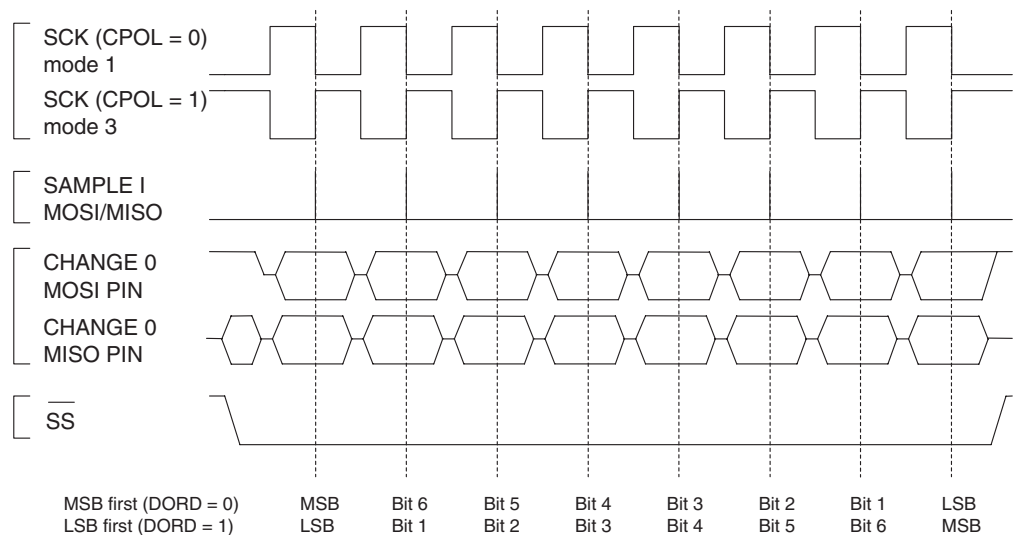 SCK (CPOL = 0)
mode 1
SCK (CPOL = 1)
mode 3
SAMPLE I
MOSI/MISO
CHANGE 0
MOSI PIN
CHANGE 0
MISO PIN
SS
MSB first (DORD = 0) MSB Bit 6 Bit 5 Bit 4 Bit 3 Bit 2 Bit 1 LSB
LSB first (DORD = 1) LSB Bit 1 Bit 2 Bit 3 Bit 4 Bit 5 Bit 6 MSB